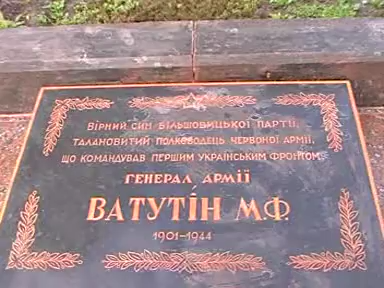 ВІРНИЙ СИН БІЛЬШОВИЦЬКОЇ ПАРТІЇ,
ТАЛАНОВИТИЙ ПОЛКОВОДЕЦЬ ЧЕРВОНОЇ АРМІЇ,
ЩО КОМАНДУВАВ ПЕРШИМ УКРАЇНСЬКИМ ФРОНТОМ
ГЕНЕРАЛ АРМІЇ
ВАТУТІН М.Ф.
1901-1944